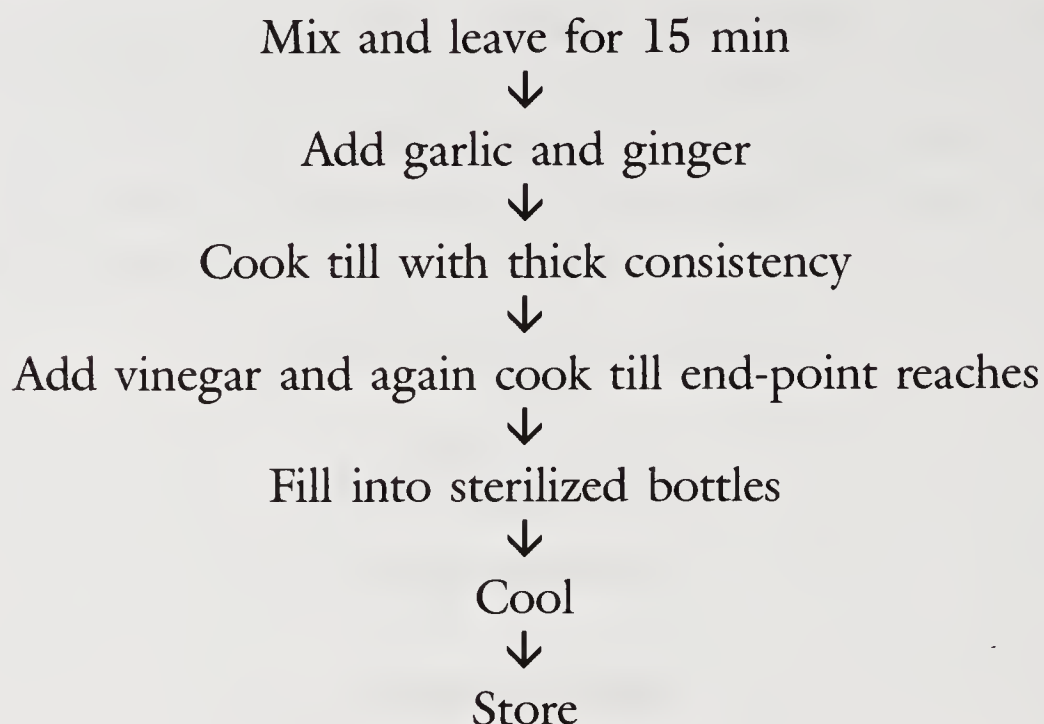 Mix and leave for 15 min
↓
Add garlic and ginger
↓
Cook till with thick consistency
↓
Add vinegar and again cook till end-point reaches
↓
Fill into sterilized bottles
↓
Cool
↓
Store